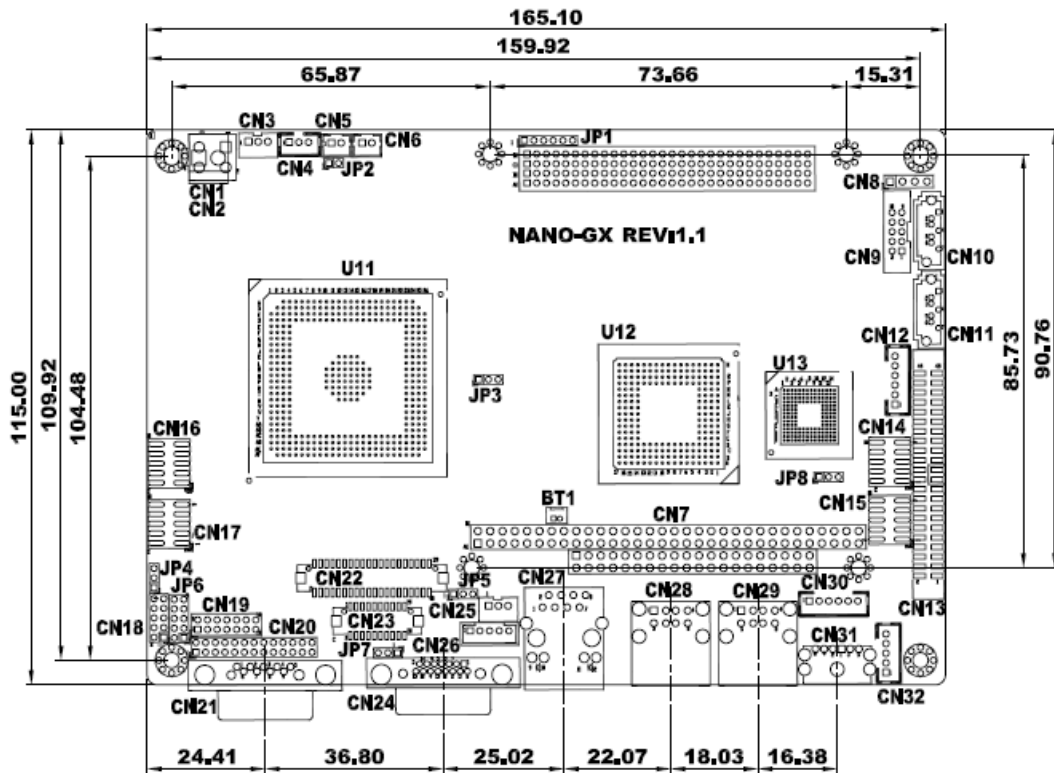 165.10
159.92
65.87 73.66 15.31
CN3 CN5
CN4 CN6 JP1
JP2
CN8
CN1
CN2
NANO-GX REV:1.1
CN9 CN10
U11
U12 CN12 CN11
U13
115.00 109.92 104.48
85.73 90.76
JP3
CN16 CN14
JP8
BT1 CN7 CN15
CN17
JP4
CN22 JP5 CN27 CN30
JP6
CN28 CN29
CN18 CN19 CN23 CN25 CN13
CN20 CN26 CN31
JP7
CN21 CN24 CN32
24.41 36.80 25.02 22.07 18.03 16.38